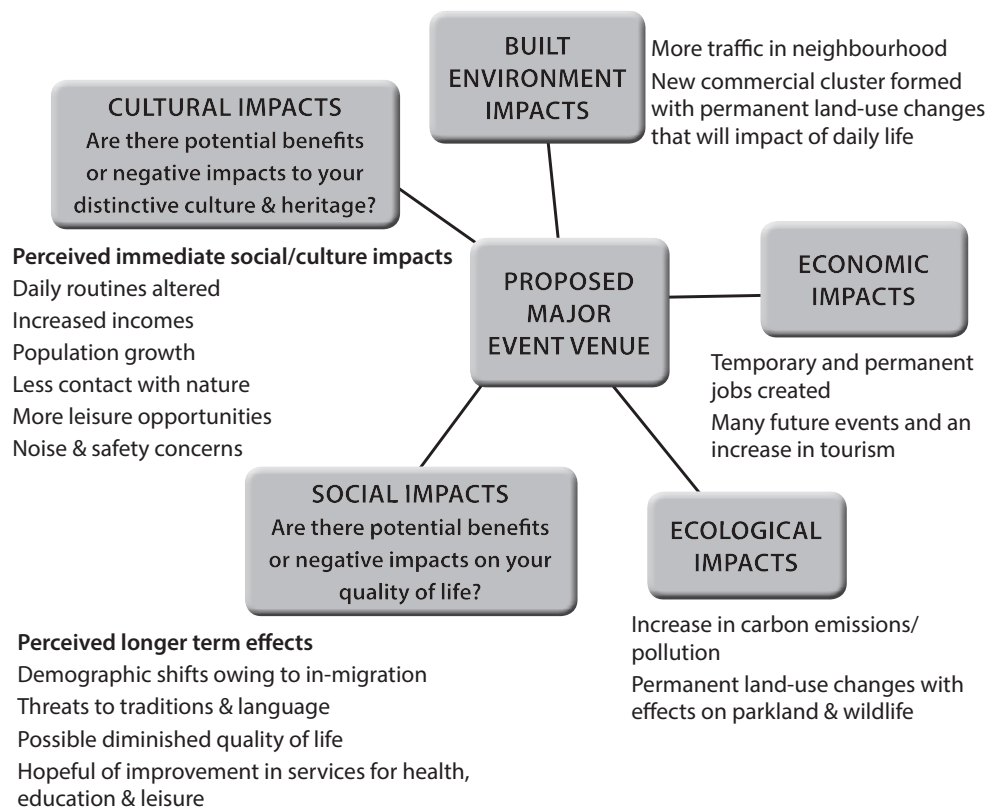 BUILT
ENVIRONMENT
IMPACTS
More traffic in neighbourhood
New commercial cluster formed
with permanent land-use changes
that will impact of daily life
CULTURAL IMPACTS
Are there potential benefits
or negative impacts to your
distinctive culture & heritage?
Perceived immediate social/culture impacts
Daily routines altered
Increased incomes
Population growth
Less contact with nature
More leisure opportunities
Noise & safety concerns
PROPOSED
MAJOR
EVENT VENUE
ECONOMIC
IMPACTS
Temporary and permanent
jobs created
Many future events and an
increase in tourism
SOCIAL IMPACTS
Are there potential benefits
or negative impacts on your
quality of life?
Perceived longer term effects
Demographic shifts owing to in-migration
Threats to traditions & language
Possible diminished quality of life
Hopeful of improvement in services for health,
education & leisure
ECOLOGICAL
IMPACTS
Increase in carbon emissions/
pollution
Permanent land-use changes with
effects on parkland & wildlife